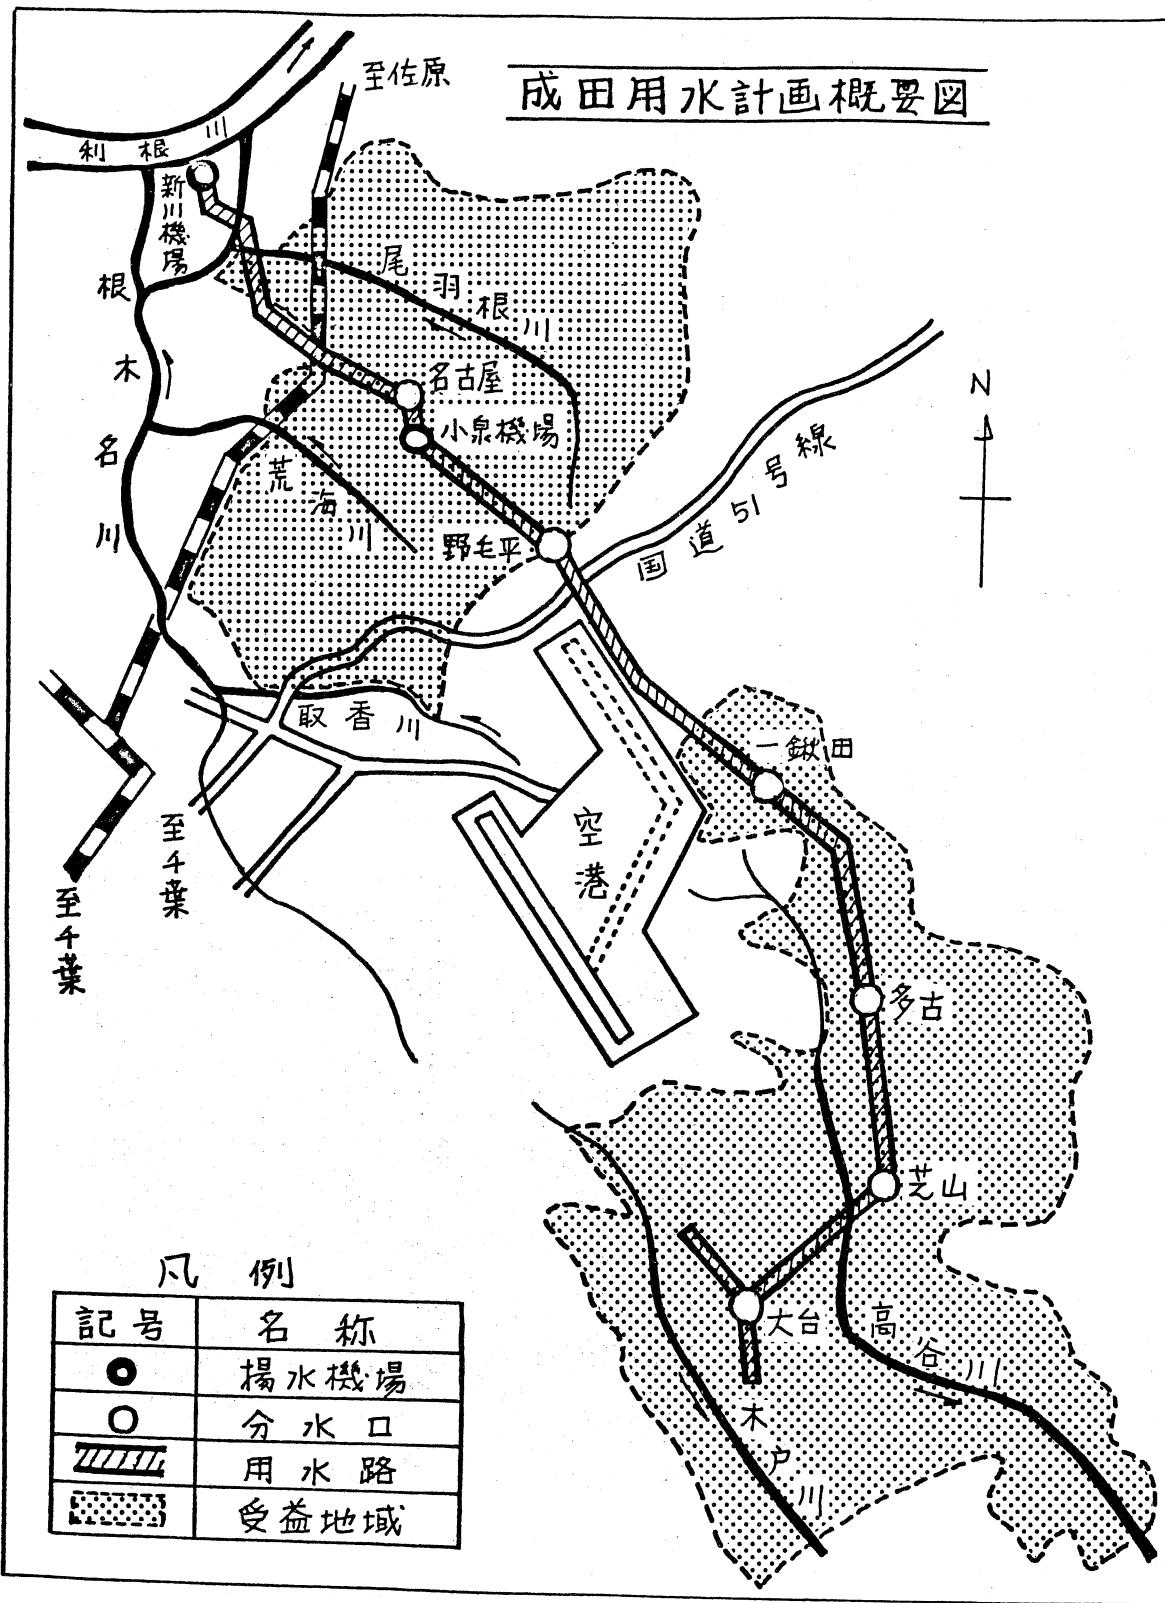 成田用水計画概要図
至佐原
利根川
新川機場
尾羽根川
根木名川
名古屋
小泉機場
荒海川
野毛平
国道51号線
N
取香川
一鍬田
空港
至千葉
至千葉
多古
芝山
大台
高谷川
木戸川
凡例
記号 名称
揚水機場
分水口
用水路
受益地域